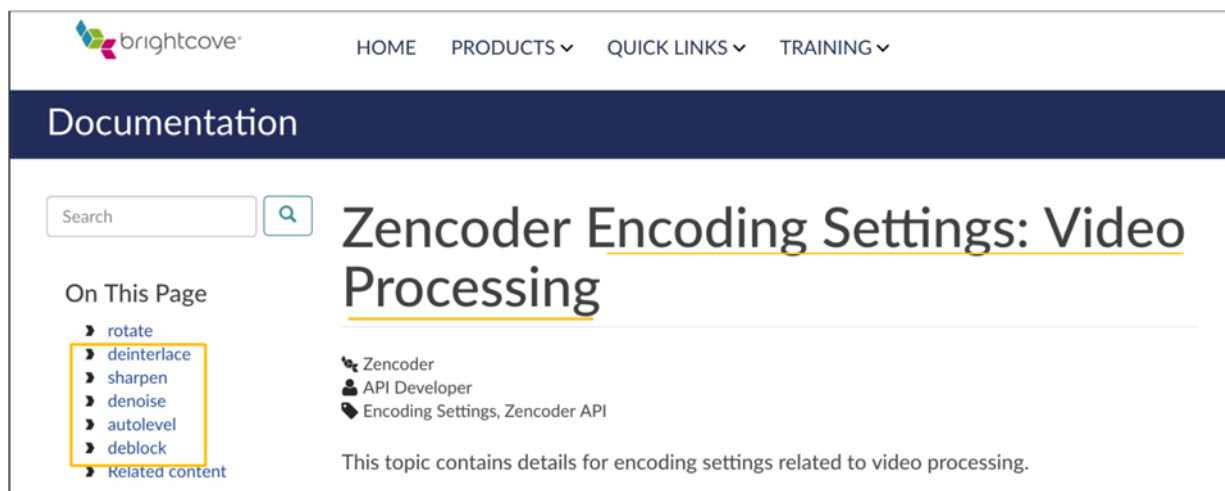 brightcove
HOME PRODUCTS QUICK LINKS TRAINING
Documentation
Search
On This Page
rotate
deinterlace
sharpen
denoise
autolevel
deblock
Related content
Zencoder Encoding Settings: Video
Processing
Zencoder
API Developer
Encoding Settings, Zencoder API
This topic contains details for encoding settings related to video processing.